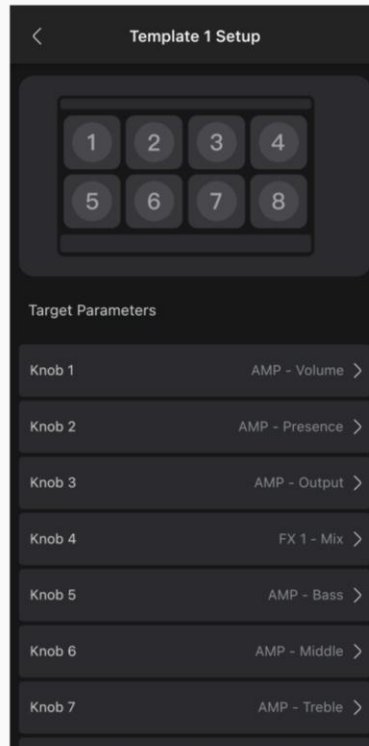 Template 1 Setup
1 2 3 4
5 6 7 8
Target Parameters
Knob 1 AMP - Volume
Knob 2 AMP - Presence
Knob 3 AMP - Output
Knob 4 FX 1 - Mix
Knob 5 AMP - Bass
Knob 6 AMP - Middle
Knob 7 AMP - Treble